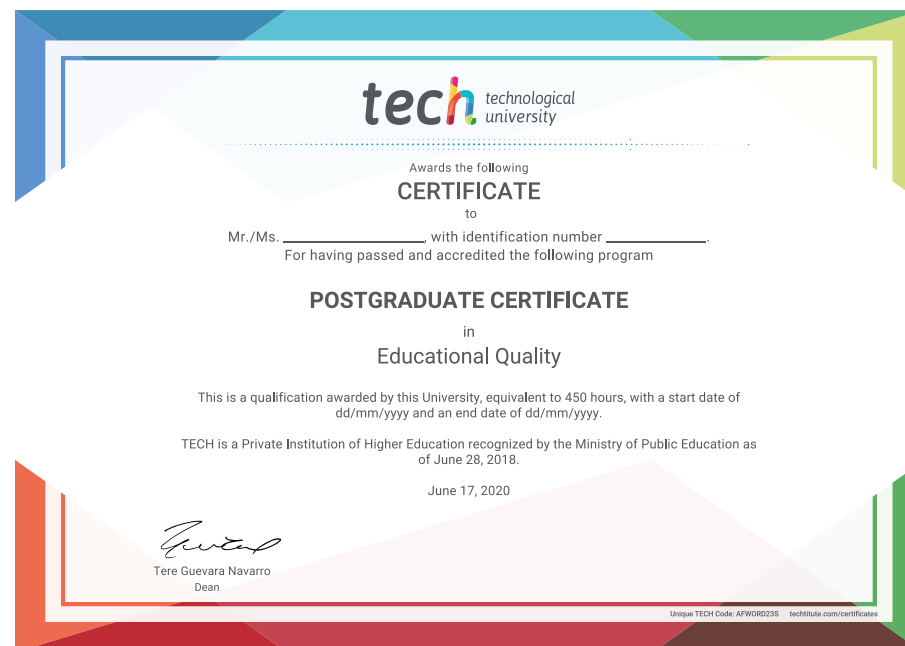 tech technological
university
Awards the following
CERTIFICATE
to
Mr./Ms. ____________________, with identification number ______________.
For having passed and accredited the following program
POSTGRADUATE CERTIFICATE
in
Educational Quality
This is a qualification awarded by this University, equivalent to 450 hours, with a start date of
dd/mm/yyyy and an end date of dd/mm/yyyy.
TECH is a Private Institution of Higher Education recognized by the Ministry of Public Education as
of June 28, 2018.
June 17, 2020
Tere Guevara Navarro
Dean
Unique TECH Code: AFWORD23S techtitute.com/certificates